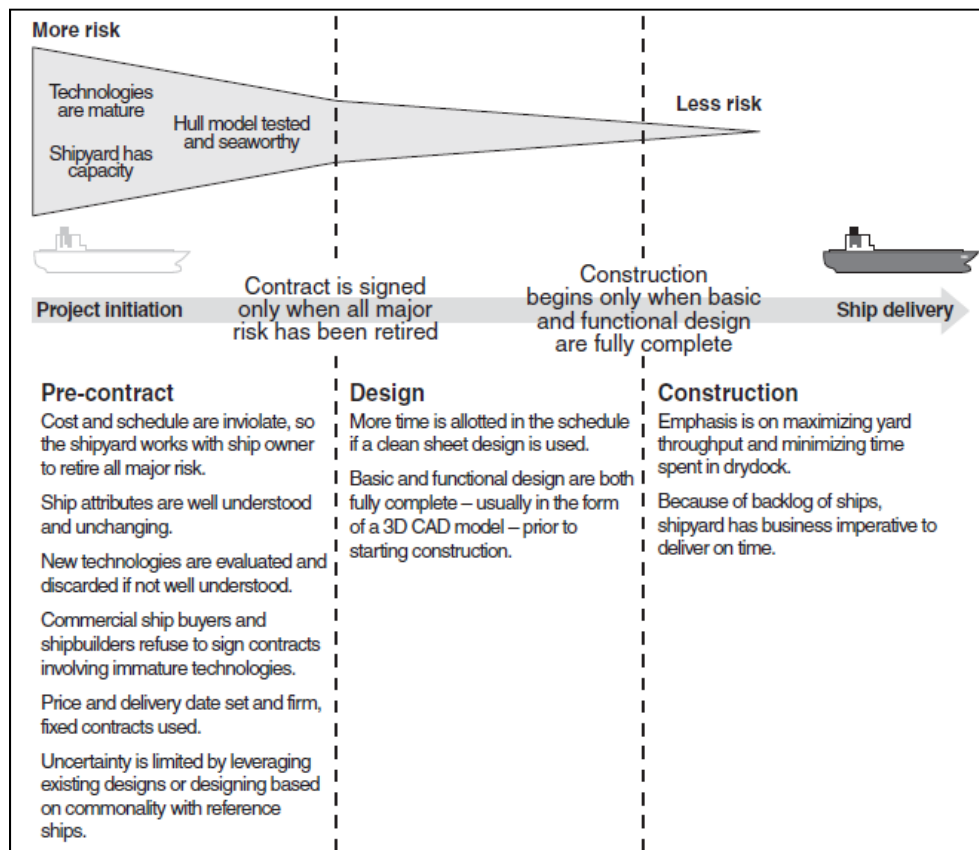 More risk
Technologies
are mature
Shipyard has
capacity
Hull model tested
and seaworthy
Less risk
Project initiation
Contract is signed
only when all major
risk has been retired
Construction
begins only when basic
and functional design
are fully complete
Ship delivery
Pre-contract
Cost and schedule are inviolate, so
the shipyard works with ship owner
to retire all major risk.
Ship attributes are well understood
and unchanging.
New technologies are evaluated and
discarded if not well understood.
Commercial ship buyers and
shipbuilders refuse to sign contracts
involving immature technologies.
Price and delivery date set and firm,
fixed contracts used.
Uncertainty is limited by leveraging
existing designs or designing based
on commonality with reference
ships.
Design
More time is allotted in the schedule
if a clean sheet design is used.
Basic and functional design are both
fully complete – usually in the form
of a 3D CAD model – prior to
starting construction.
Construction
Emphasis is on maximizing yard
throughput and minimizing time
spent in drydock.
Because of backlog of ships,
shipyard has business imperative to
deliver on time.